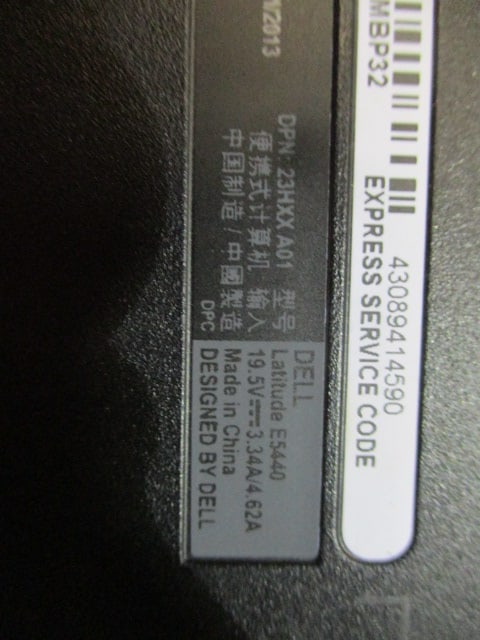 MBP32
43089414590
EXPRESS SERVICE CODE
/2013
DPN: 23HXX A01 型号
便携式计算机 输入
中国制造/中國製造
DPC
DELL
Latitude E5440
19.5V⎓3.34A/4.62A
Made in China
DESIGNED BY DELL